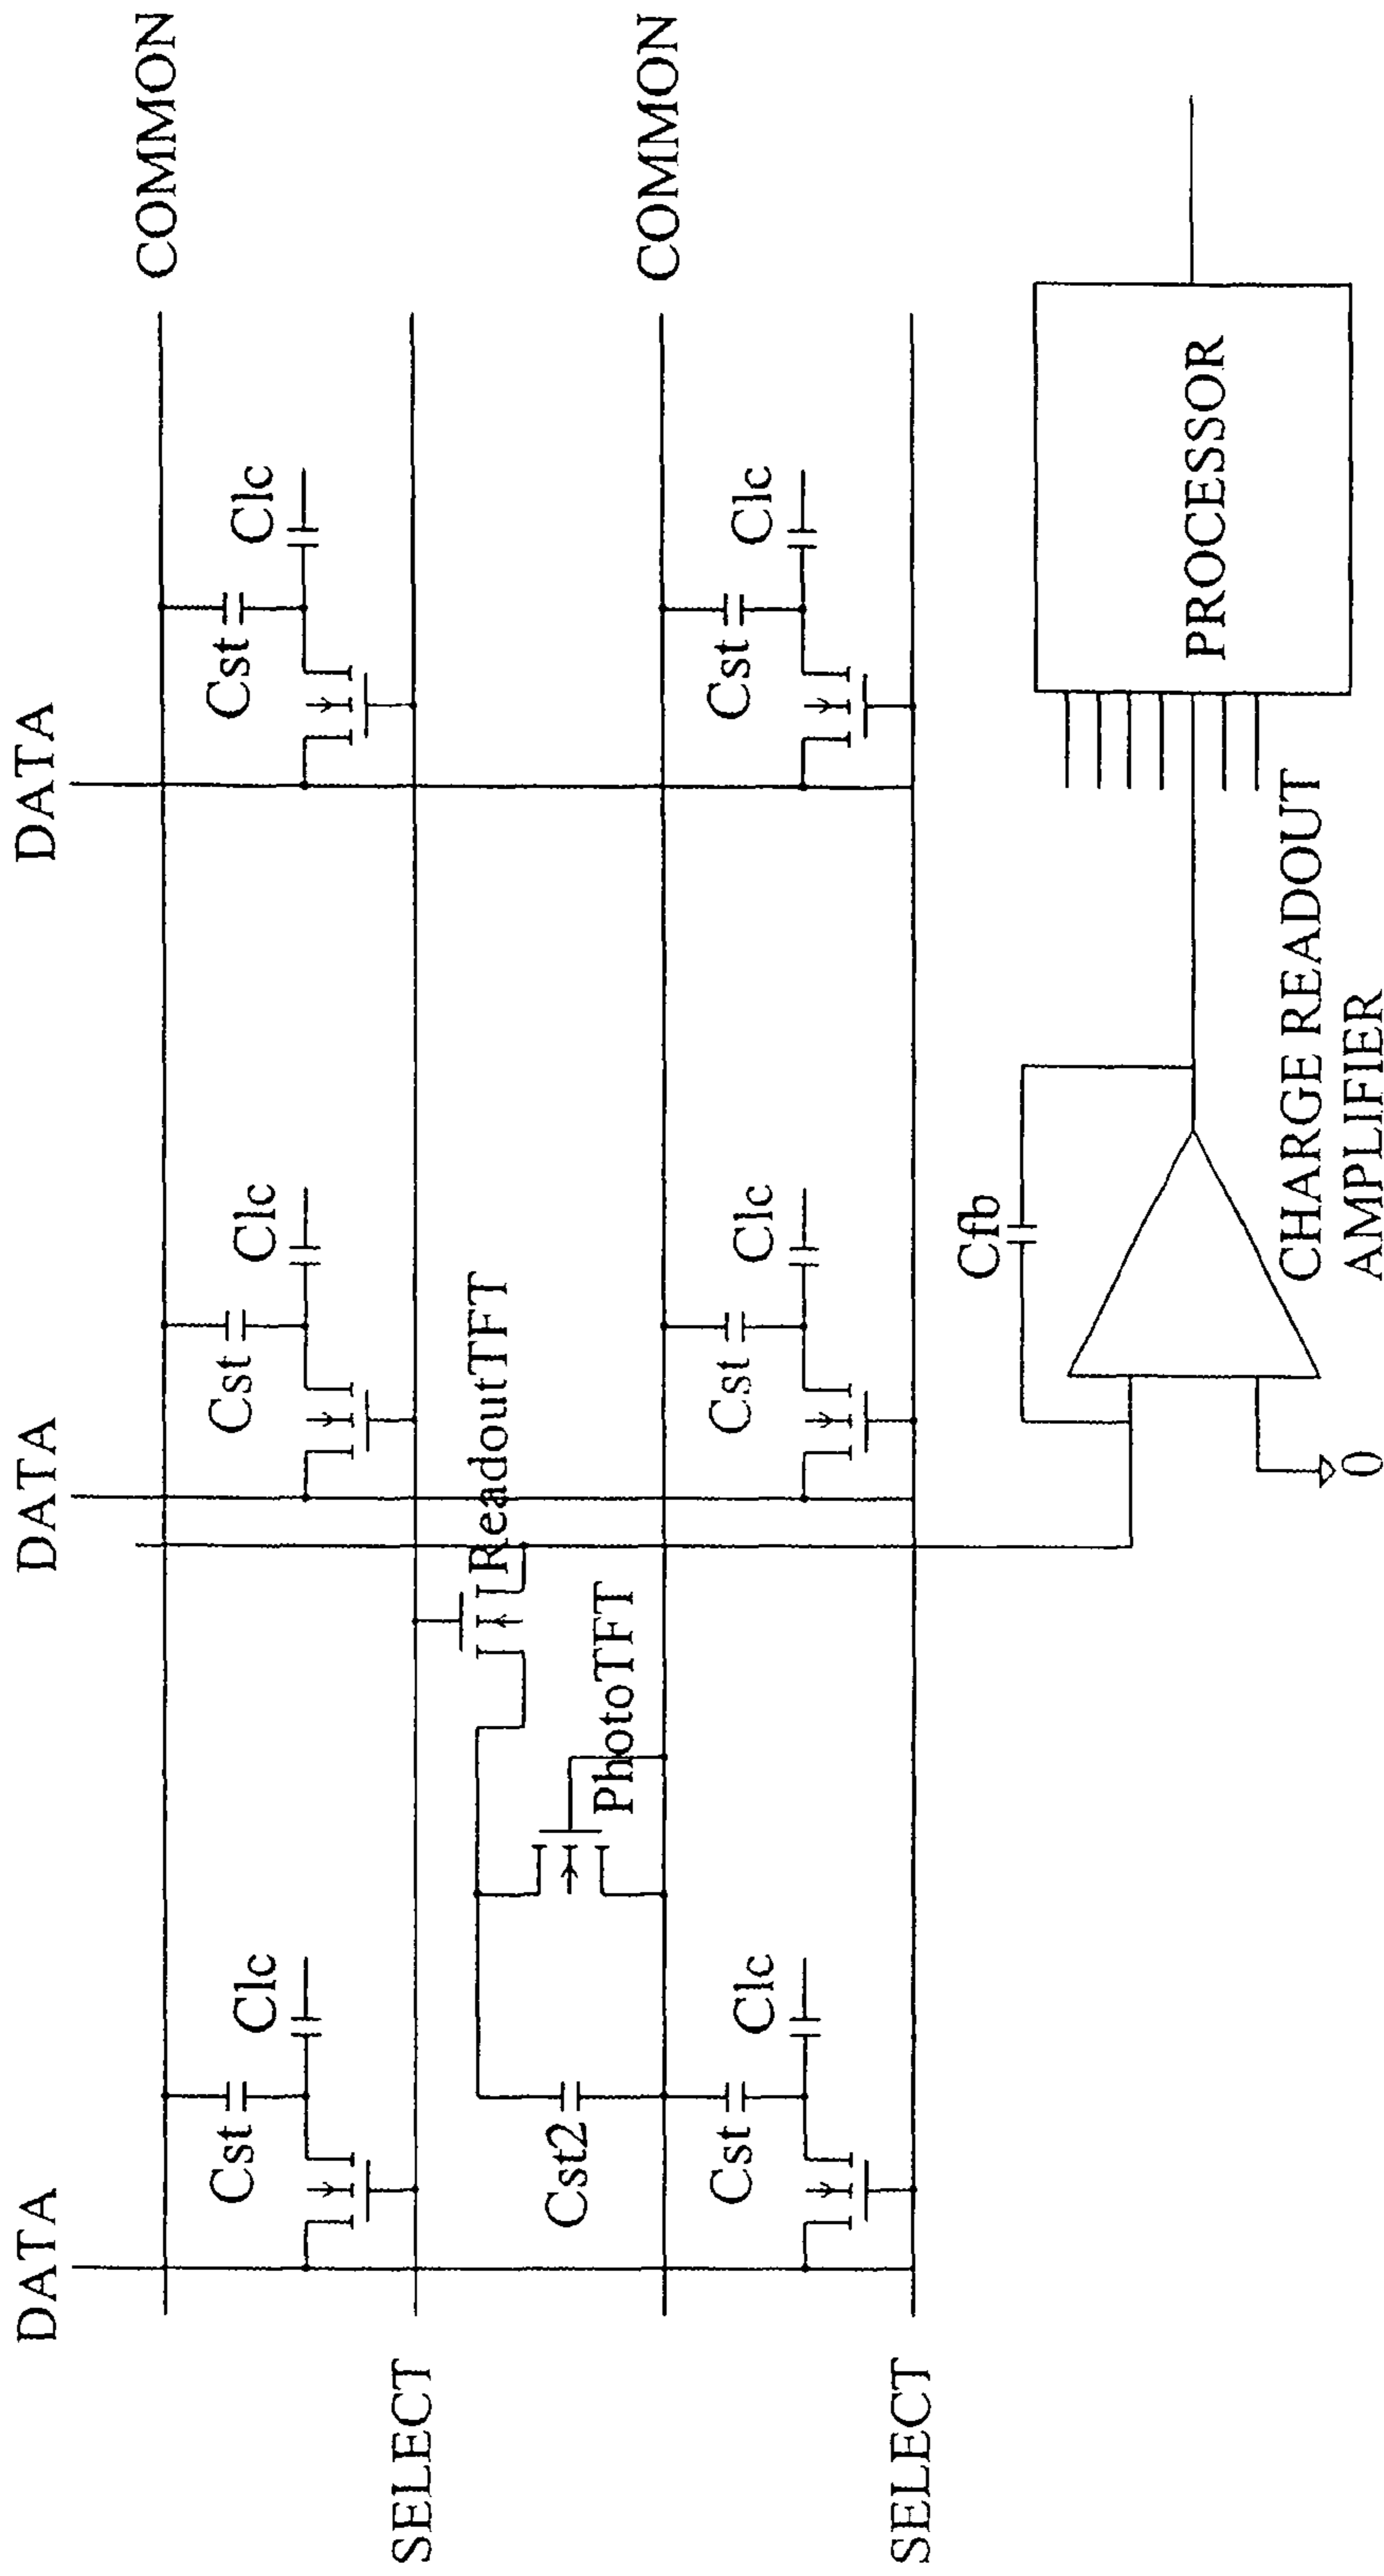 DATA
DATA
DATA
COMMON
Cst
Clc
Cst
Clc
Cst
Clc
SELECT
ReadoutTFT
PhotoTFT
Cst2
COMMON
Cst
Clc
Cst
Clc
Cst
Clc
SELECT
Cfb
0
CHARGE READOUT
AMPLIFIER
PROCESSOR